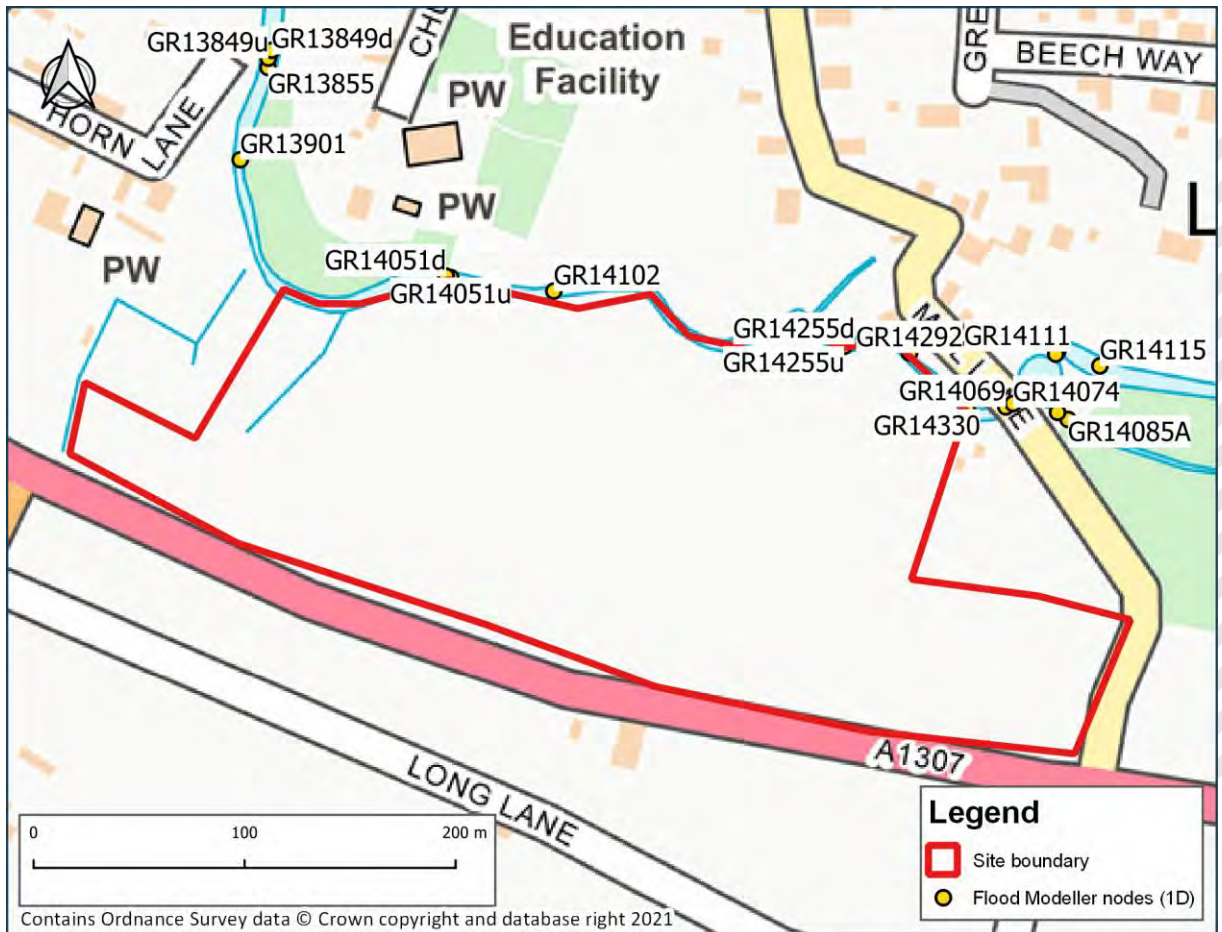 GR13849u
GR13849d
GR13855
CHU
Education
Facility
GRE
BEECH WAY
HORN LANE
PW
GR13901
PW
L
PW
GR14051d
GR14051u
GR14102
GR14255d
GR14255u
GR14292
GR14111
GR14115
GR14069
GR14074
GR14330
GR14085A
A1307
LONG LANE
Legend
Site boundary
Flood Modeller nodes (1D)
0
100
200 m
Contains Ordnance Survey data © Crown copyright and database right 2021